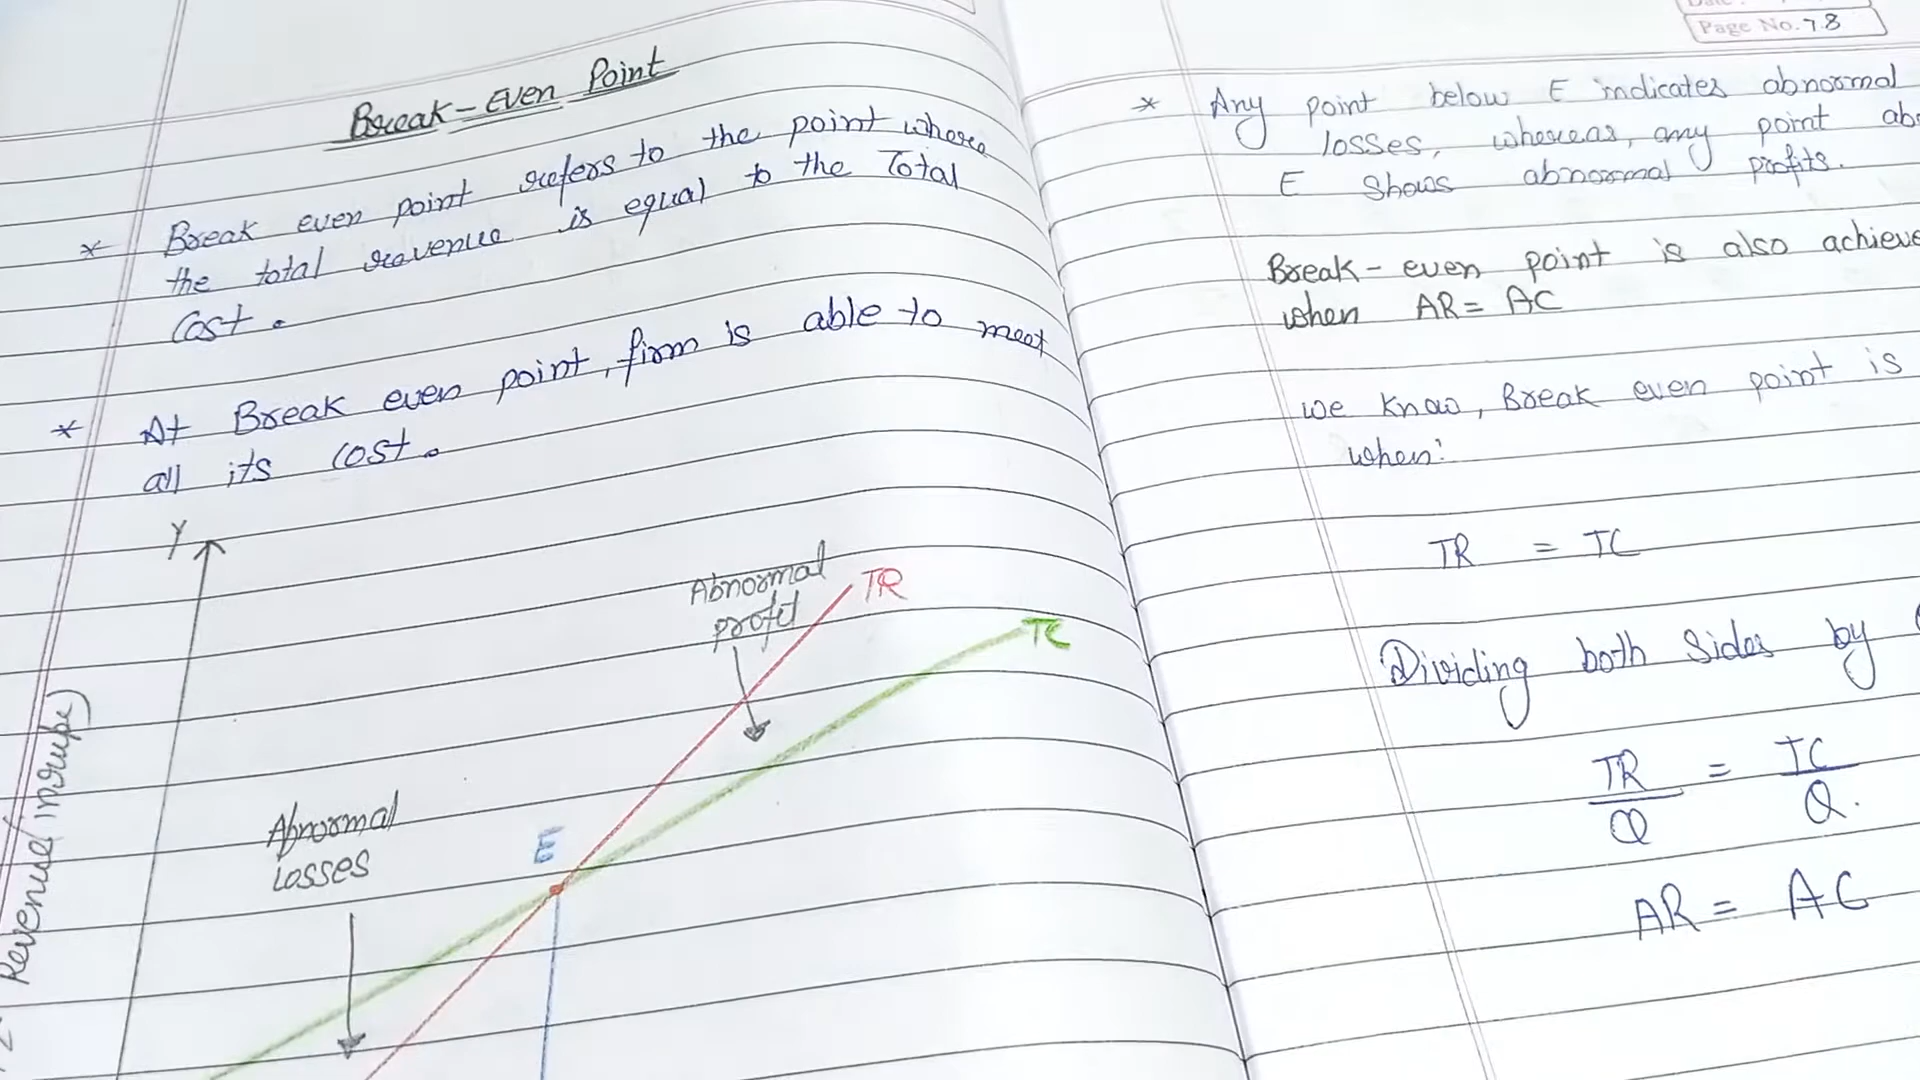 Break-Even Point
* Break even point refers to the point where
the total revenue is equal to the Total
Cost.
* At Break even point, firm is able to meet
all its cost.
Y
Abnormal
profit
TR
TC
Abnormal
Losses
E
Revenue (in rupe)
Page No. 78
* Any point below E indicates abnormal
losses, whereas, any point
E shows abnormal profits.
Break-even point is also achieve
when AR = AC
we know, Break even point is
when:
TR = TC
Dividing both sides by
TR/Q = TC/Q.
AR = AC